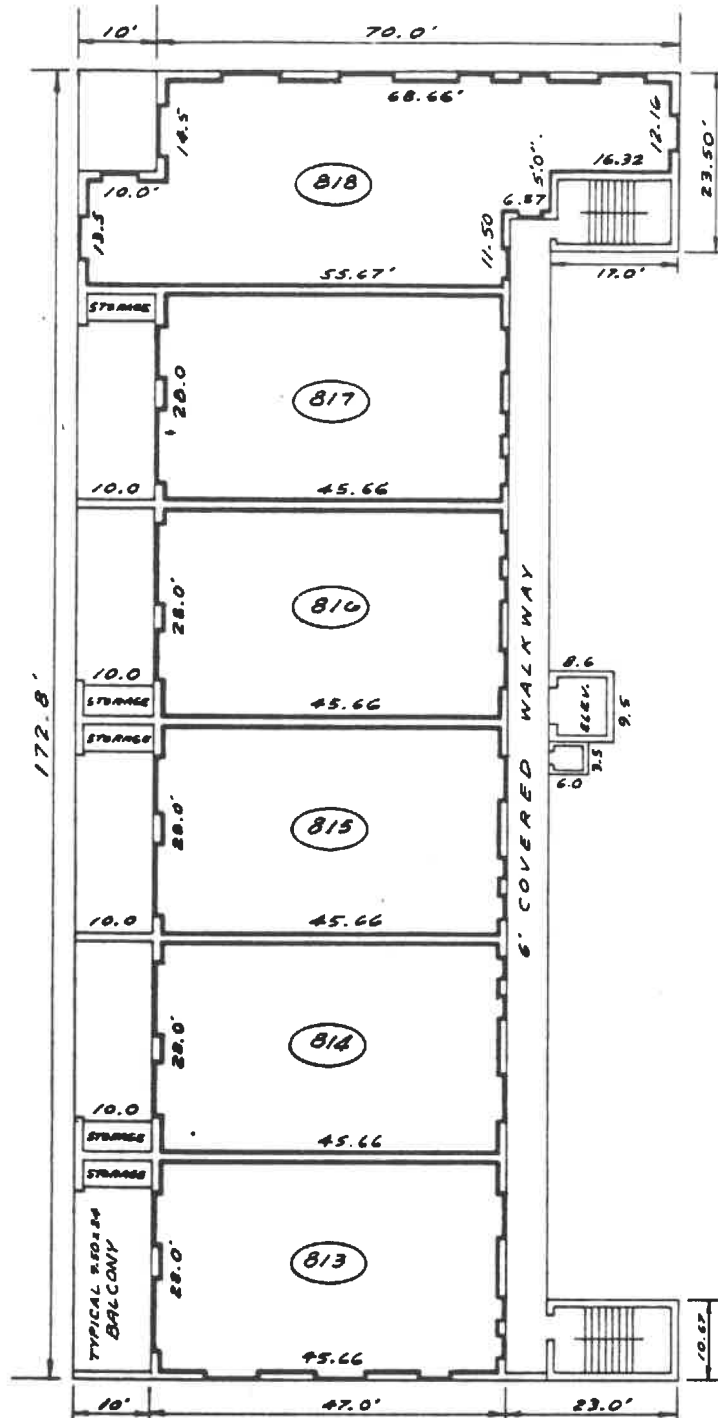 10' 70.0'
68.66'
14.5 12.16
23.50'
5.0". 16.32
10.0' 818 6.87
13.5 11.50
55.67' 17.0'
STORAGE
28.0 817
10.0 45.66
28.0' 816
172.8'
6' COVERED WALKWAY
10.0 8.6
STORAGE 45.66 ELEV. 9.5
STORAGE
3.5
6.0
28.0' 815
10.0 45.66
28.0' 814
10.0
STORAGE 45.66
STORAGE
TYPICAL 9.50x34
BALCONY
28.0' 813
10.67
45.66
10' 47.0' 23.0'